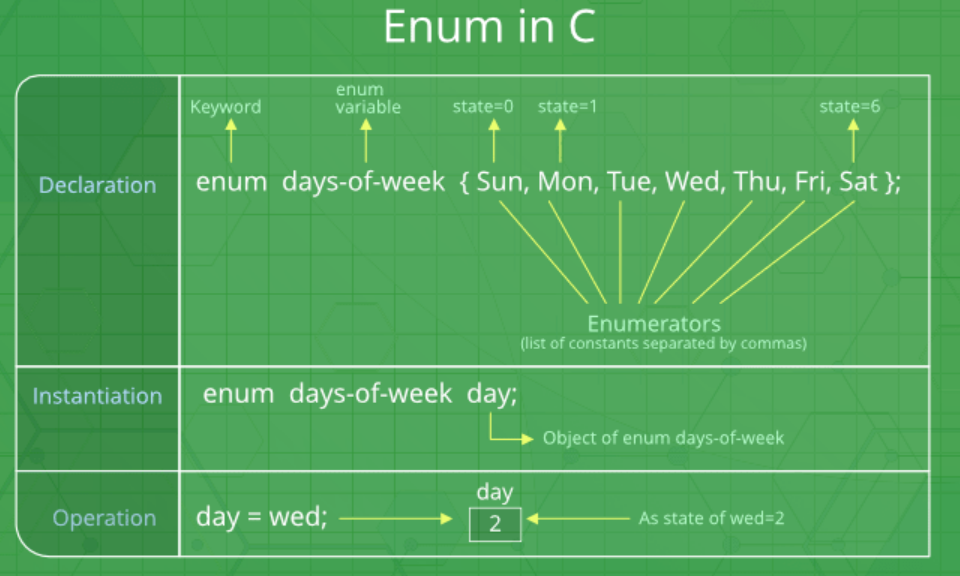 Enum in C
Keyword
enum
variable
state=0
state=1
state=6
Declaration
enum days-of-week { Sun, Mon, Tue, Wed, Thu, Fri, Sat };
Enumerators
(list of constants separated by commas)
Instantiation
enum days-of-week day;
Object of enum days-of-week
Operation
day = wed;
day
2
As state of wed=2